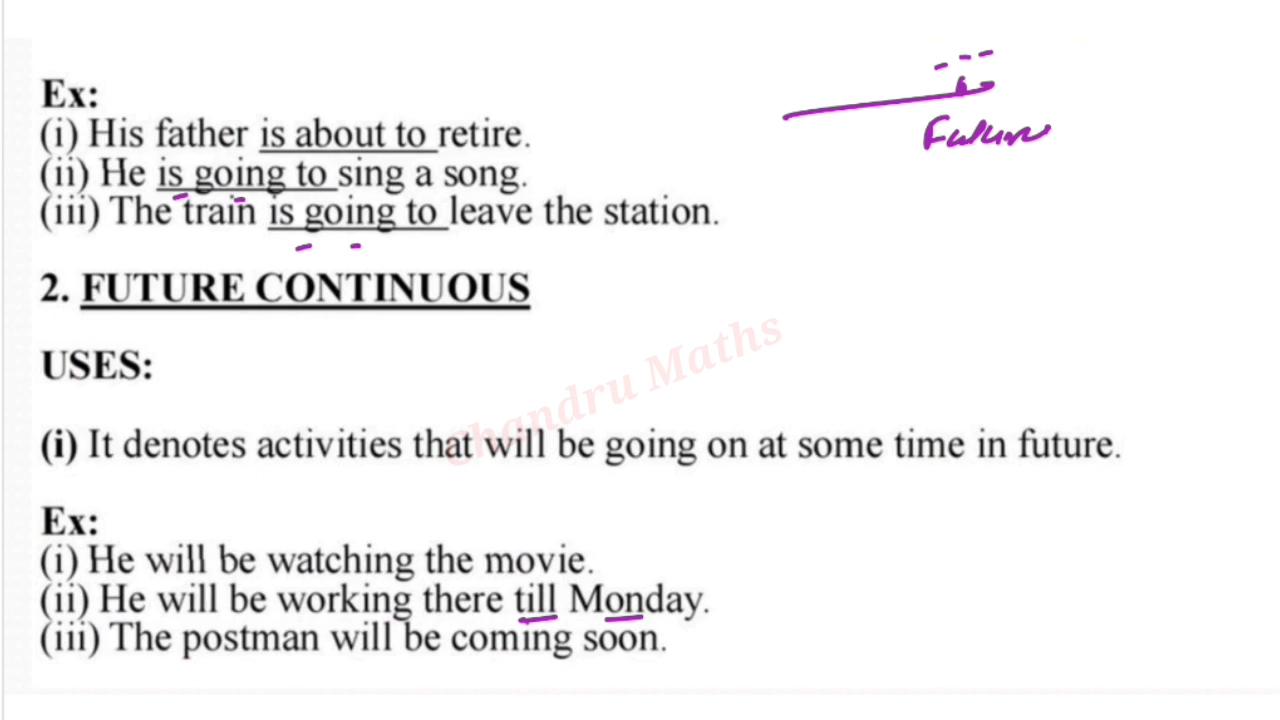 Ex:
(i) His father is about to retire.
Future
(ii) He is going to sing a song.
(iii) The train is going to leave the station.
2. FUTURE CONTINUOUS
USES:
Chandru Maths
(i) It denotes activities that will be going on at some time in future.
Ex:
(i) He will be watching the movie.
(ii) He will be working there till Monday.
(iii) The postman will be coming soon.